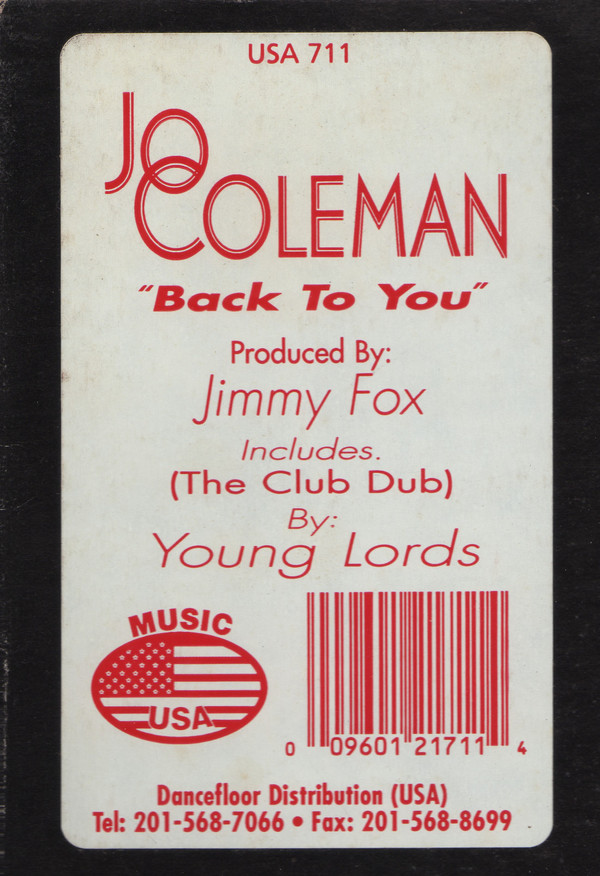 USA 711
JO
COLEMAN
"Back To You"
Produced By:
Jimmy Fox
Includes.
(The Club Dub)
By:
Young Lords
MUSIC
USA
0 09601 21711 4
Dancefloor Distribution (USA)
Tel: 201-568-7066 • Fax: 201-568-8699